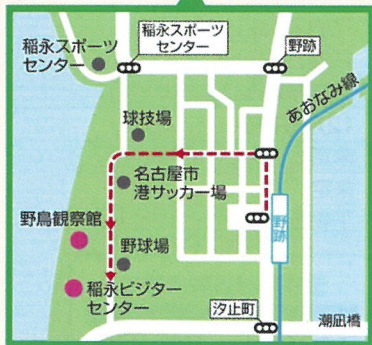 稲永スポーツ
センター
稲永スポーツ
センター
野跡
あおなみ線
球技場
名古屋市
港サッカー場
野鳥観察館
野跡
野球場
稲永ビジター
センター
汐止町
潮凪橋